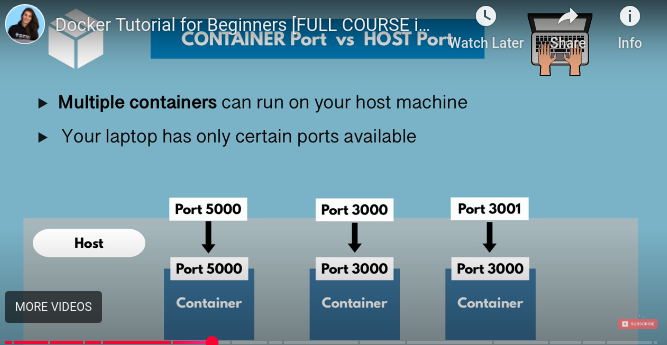 Docker Tutorial for Beginners [FULL COURSE i...
CONTAINER Port vs HOST Port
Watch Later
Share
Info
Multiple containers can run on your host machine
Your laptop has only certain ports available
Port 5000
Port 3000
Port 3001
Host
Port 5000
Port 3000
Port 3000
Container
Container
Container
MORE VIDEOS
SUBSCRIBE